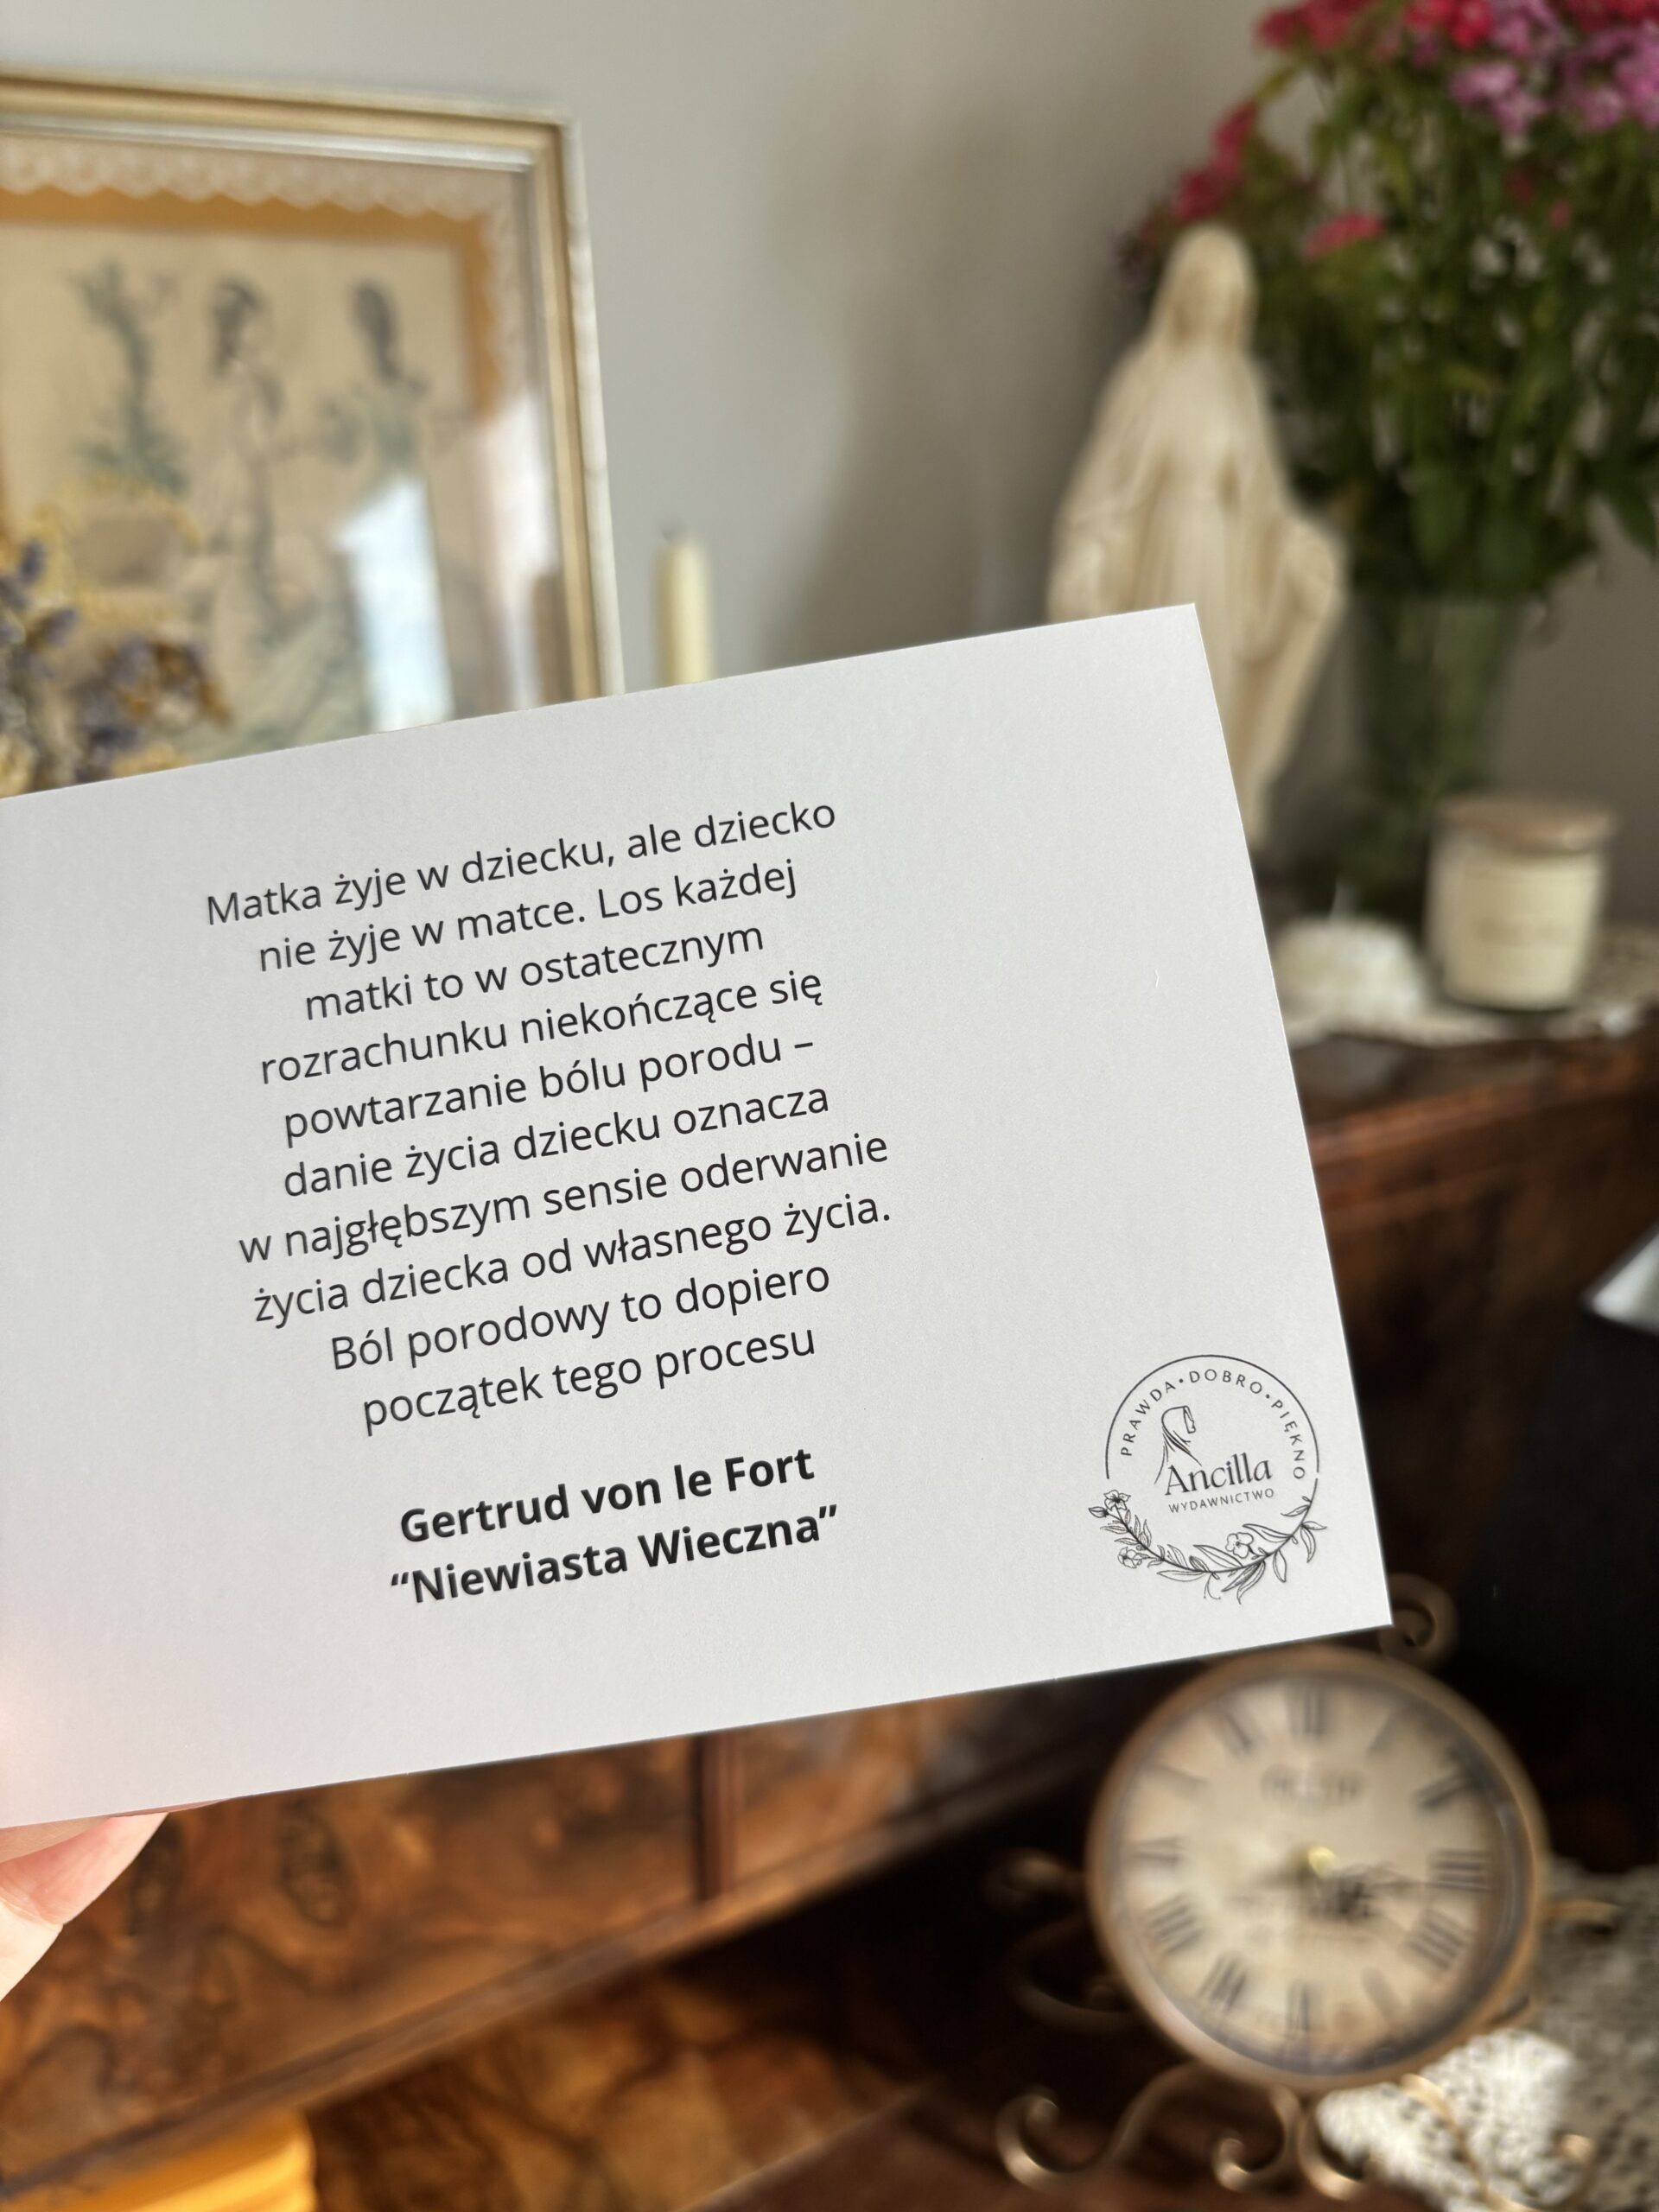 Matka żyje w dziecku, ale dziecko
nie żyje w matce. Los każdej
matki to w ostatecznym
rozrachunku niekończące się
powtarzanie bólu porodu –
danie życia dziecku oznacza
w najgłębszym sensie oderwanie
życia dziecka od własnego życia.
Ból porodowy to dopiero
początek tego procesu
Gertrud von le Fort
“Niewiasta Wieczna”
PRAWDA•DOBRO•PIĘKNO
Ancilla
WYDAWNICTWO